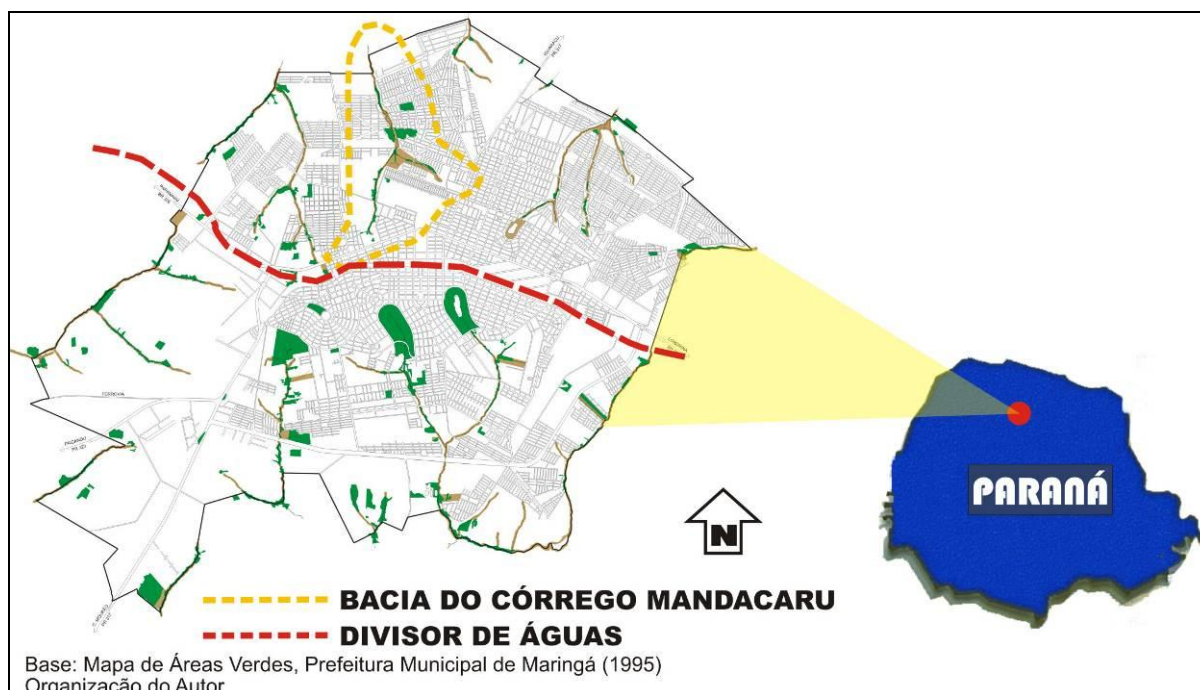 PARANÁ
N
BACIA DO CÓRREGO MANDACARU
DIVISOR DE ÁGUAS
Base: Mapa de Áreas Verdes, Prefeitura Municipal de Maringá (1995)
Organização do Autor